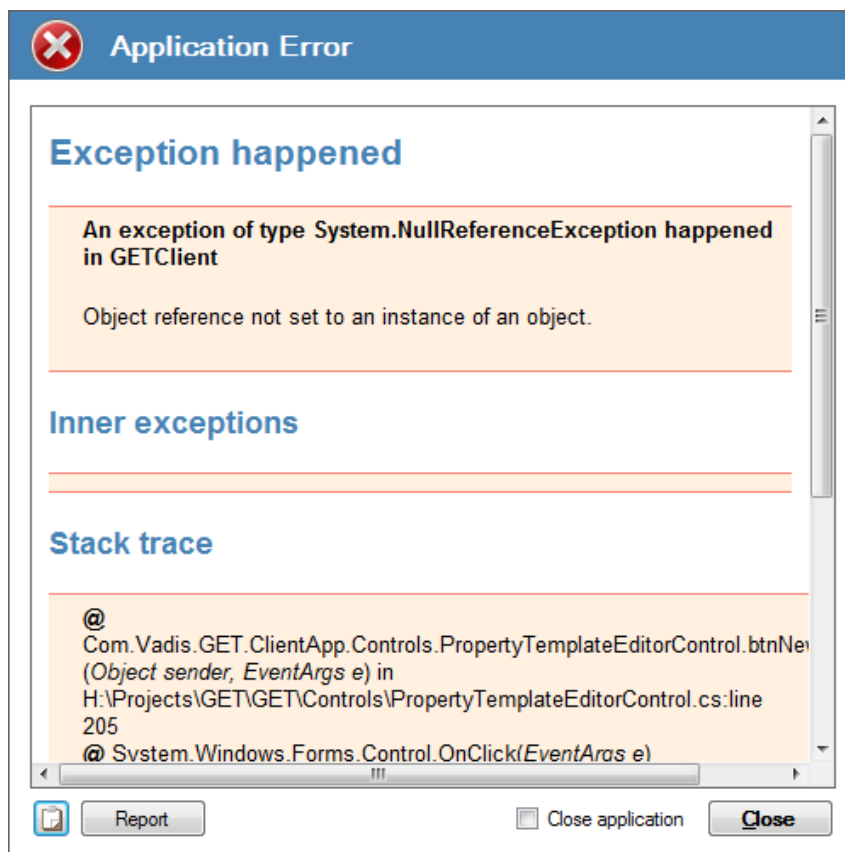 Application Error
Exception happened
An exception of type System.NullReferenceException happened
in GETClient
Object reference not set to an instance of an object.
Inner exceptions
Stack trace
@
Com.Vadis.GET.ClientApp.Controls.PropertyTemplateEditorControl.btnNe
(Object sender, EventArgs e) in
H:\Projects\GET\GET\Controls\PropertyTemplateEditorControl.cs:line
205
@ System.Windows.Forms.Control.OnClick(EventArgs e)
Report
Close application
Close